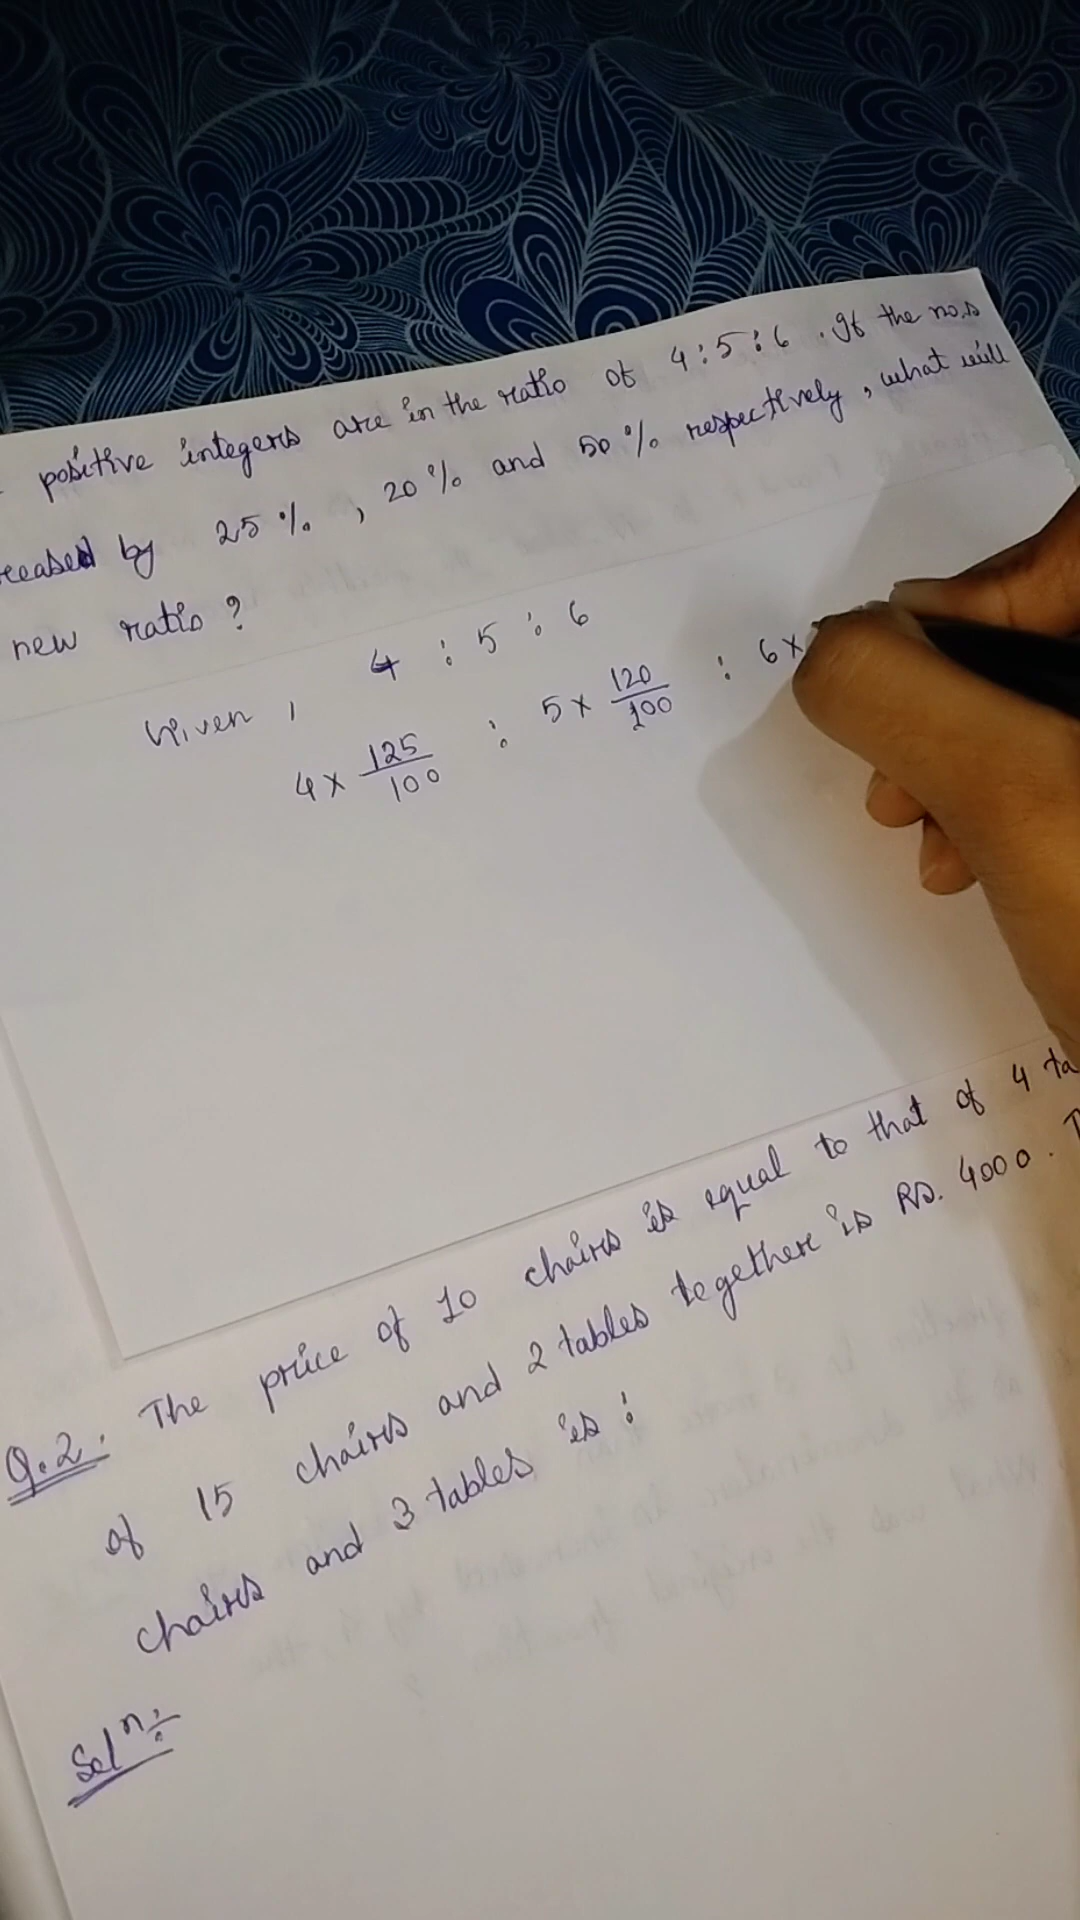 positive integers are in the ratio of 4:5:6 . If the no.s
by 25% , 20% and 50% respectively , what will
new ratio ?
Given , 4 : 5 : 6
4 x 125/100 : 5 x 120/100 : 6 x
Q.2. The price of 10 chairs is equal to that of 4
of 15 chairs and 2 tables togethere is Rs. 4000 .
chairs and 3 tables is :
Solⁿ:-